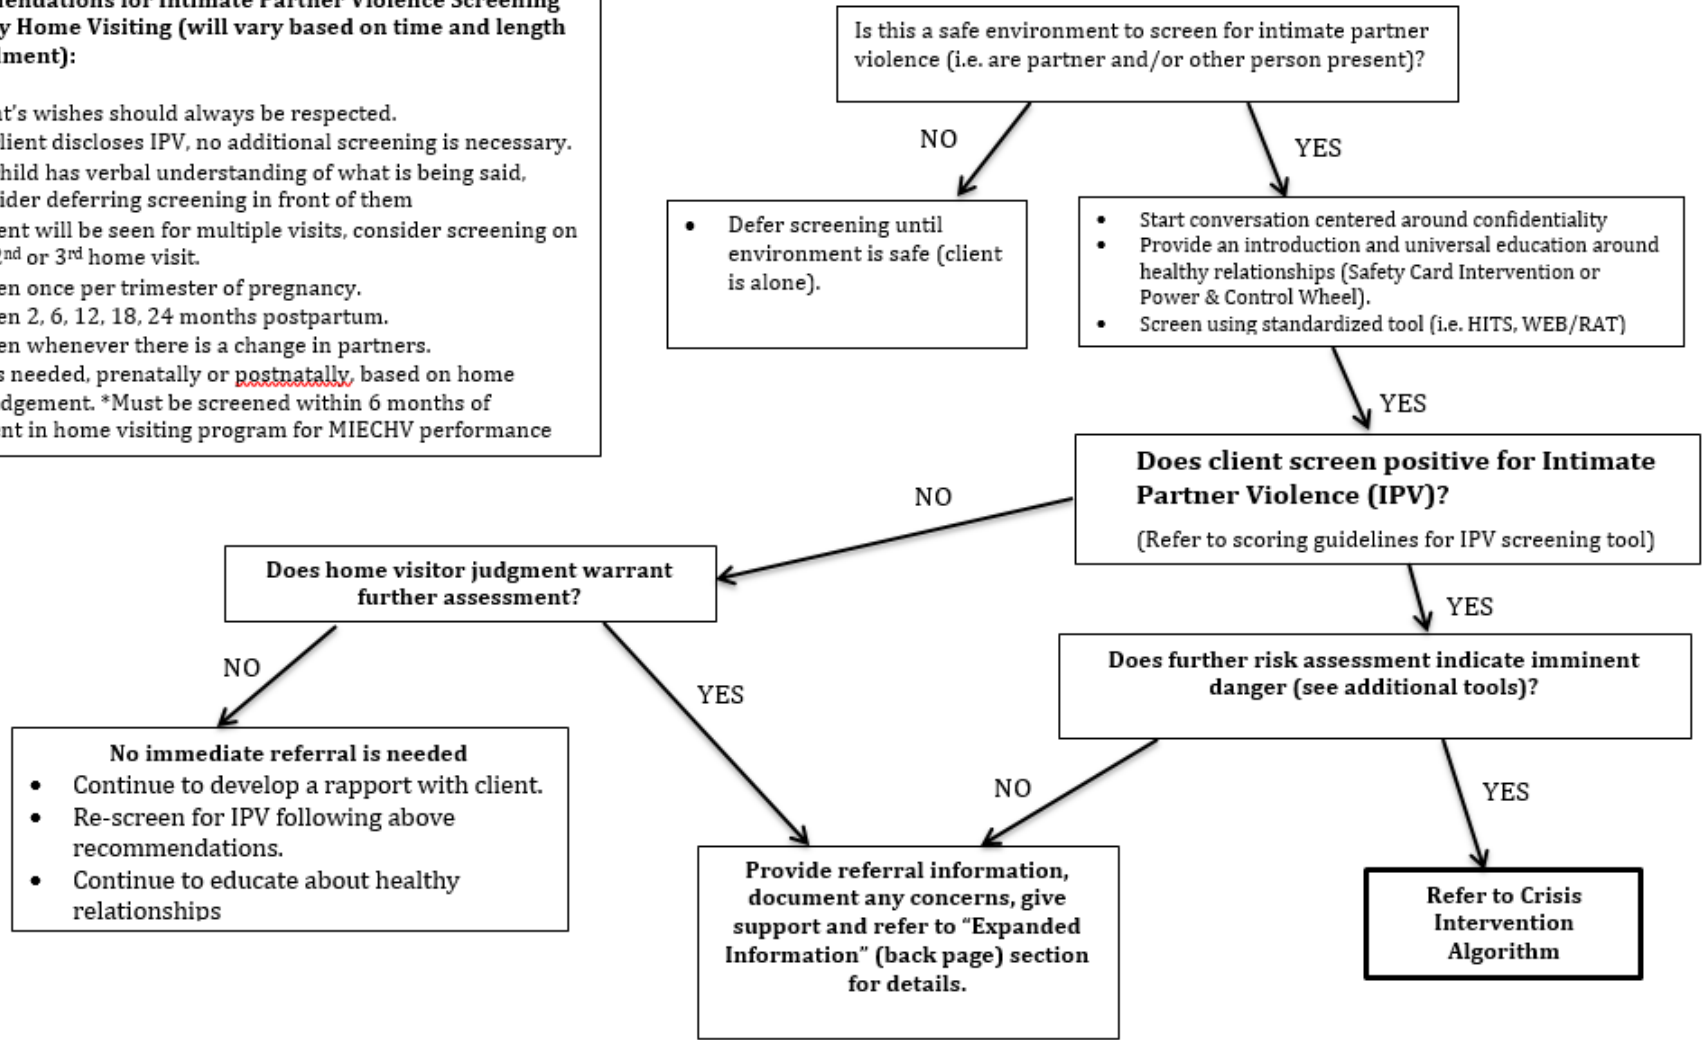 mendations for Intimate Partner Violence Screening
y Home Visiting (will vary based on time and length
lment):
t's wishes should always be respected.
lient discloses IPV, no additional screening is necessary.
hild has verbal understanding of what is being said,
ider deferring screening in front of them
ent will be seen for multiple visits, consider screening on
2nd or 3rd home visit.
en once per trimester of pregnancy.
en 2, 6, 12, 18, 24 months postpartum.
en whenever there is a change in partners.
s needed, prenatally or postnatally, based on home
dgement. *Must be screened within 6 months of
nt in home visiting program for MIECHV performance
Is this a safe environment to screen for intimate partner
violence (i.e. are partner and/or other person present)?
NO
YES
• Defer screening until
environment is safe (client
is alone).
• Start conversation centered around confidentiality
• Provide an introduction and universal education around
healthy relationships (Safety Card Intervention or
Power & Control Wheel).
• Screen using standardized tool (i.e. HITS, WEB/RAT)
YES
Does client screen positive for Intimate
Partner Violence (IPV)?
(Refer to scoring guidelines for IPV screening tool)
NO
YES
Does home visitor judgment warrant
further assessment?
Does further risk assessment indicate imminent
danger (see additional tools)?
NO
YES
NO
YES
No immediate referral is needed
• Continue to develop a rapport with client.
• Re-screen for IPV following above
recommendations.
• Continue to educate about healthy
relationships
Provide referral information,
document any concerns, give
support and refer to “Expanded
Information” (back page) section
for details.
Refer to Crisis
Intervention
Algorithm